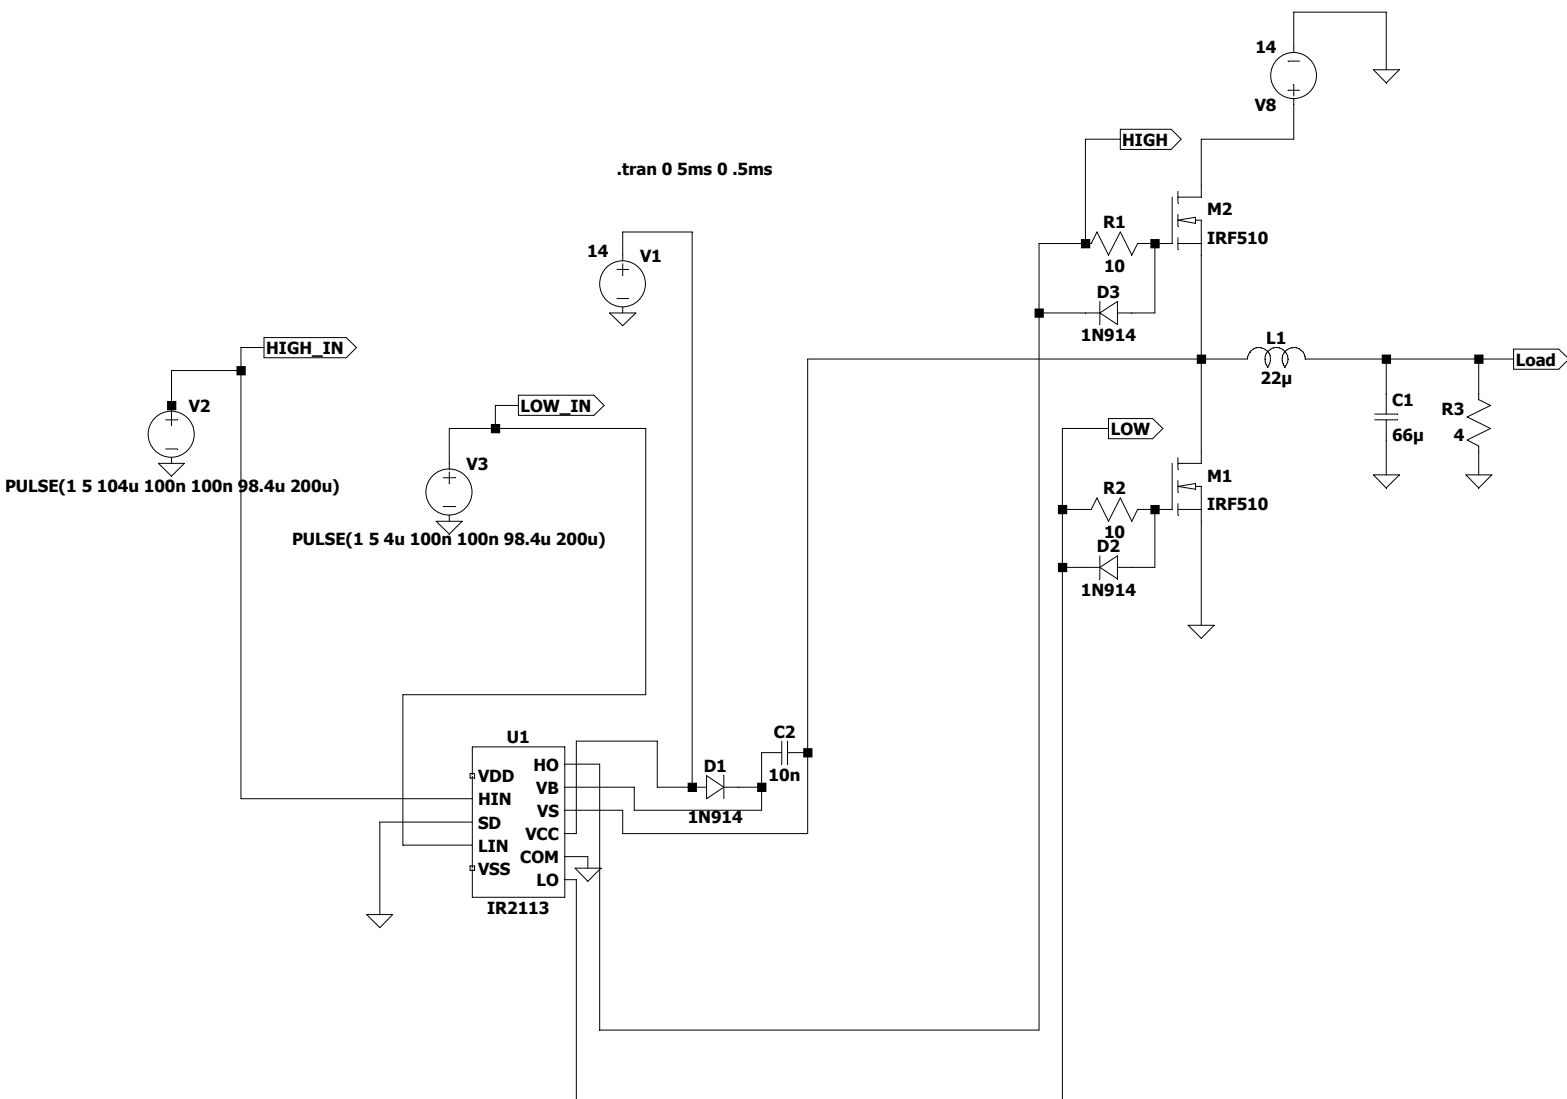 14
V8
HIGH
.tran 0 5ms 0 .5ms
M2
R1
IRF510
10
14
V1
D3
1N914
HIGH_IN
L1
22µ
Load
V2
LOW_IN
C1
66µ
R3
4
LOW
V3
M1
PULSE(1 5 104u 100n 100n 98.4u 200u)
R2
IRF510
10
PULSE(1 5 4u 100n 100n 98.4u 200u)
D2
1N914
U1
C2
10n
HO
D1
VDD
VB
HIN
VS
1N914
SD
VCC
LIN
COM
VSS
LO
IR2113
+
−
+
−
+
−
−
+